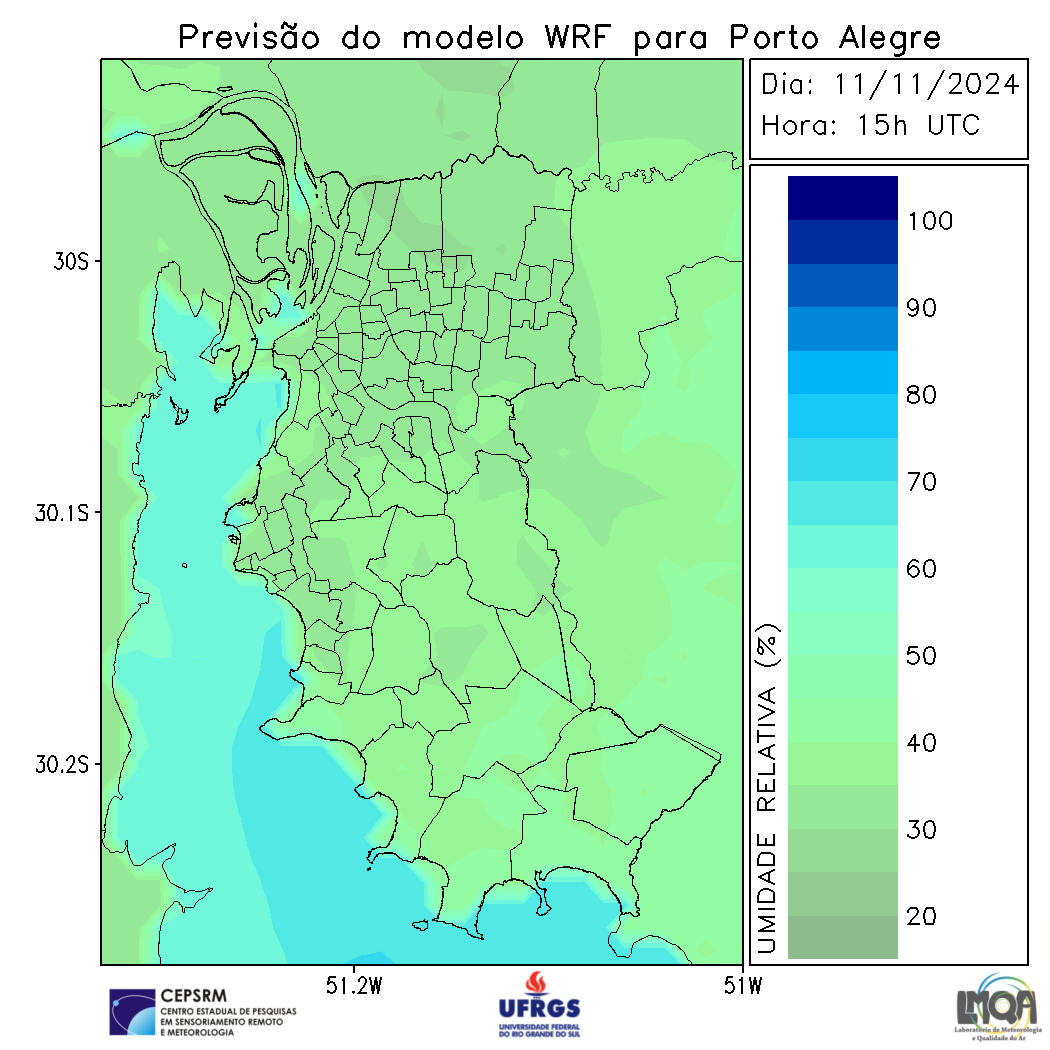 Previsão do modelo WRF para Porto Alegre
Dia: 11/11/2024
Hora: 15h UTC
30S
30.1S
30.2S
51.2W
51W
UMIDADE RELATIVA (%)
100
90
80
70
60
50
40
30
20
CEPSRM
CENTRO ESTADUAL DE PESQUISAS
EM SENSORIAMENTO REMOTO
E METEOROLOGIA
UFRGS
UNIVERSIDADE FEDERAL
DO RIO GRANDE DO SUL
LMQA
Laboratório de Meteorologia
e Qualidade do Ar